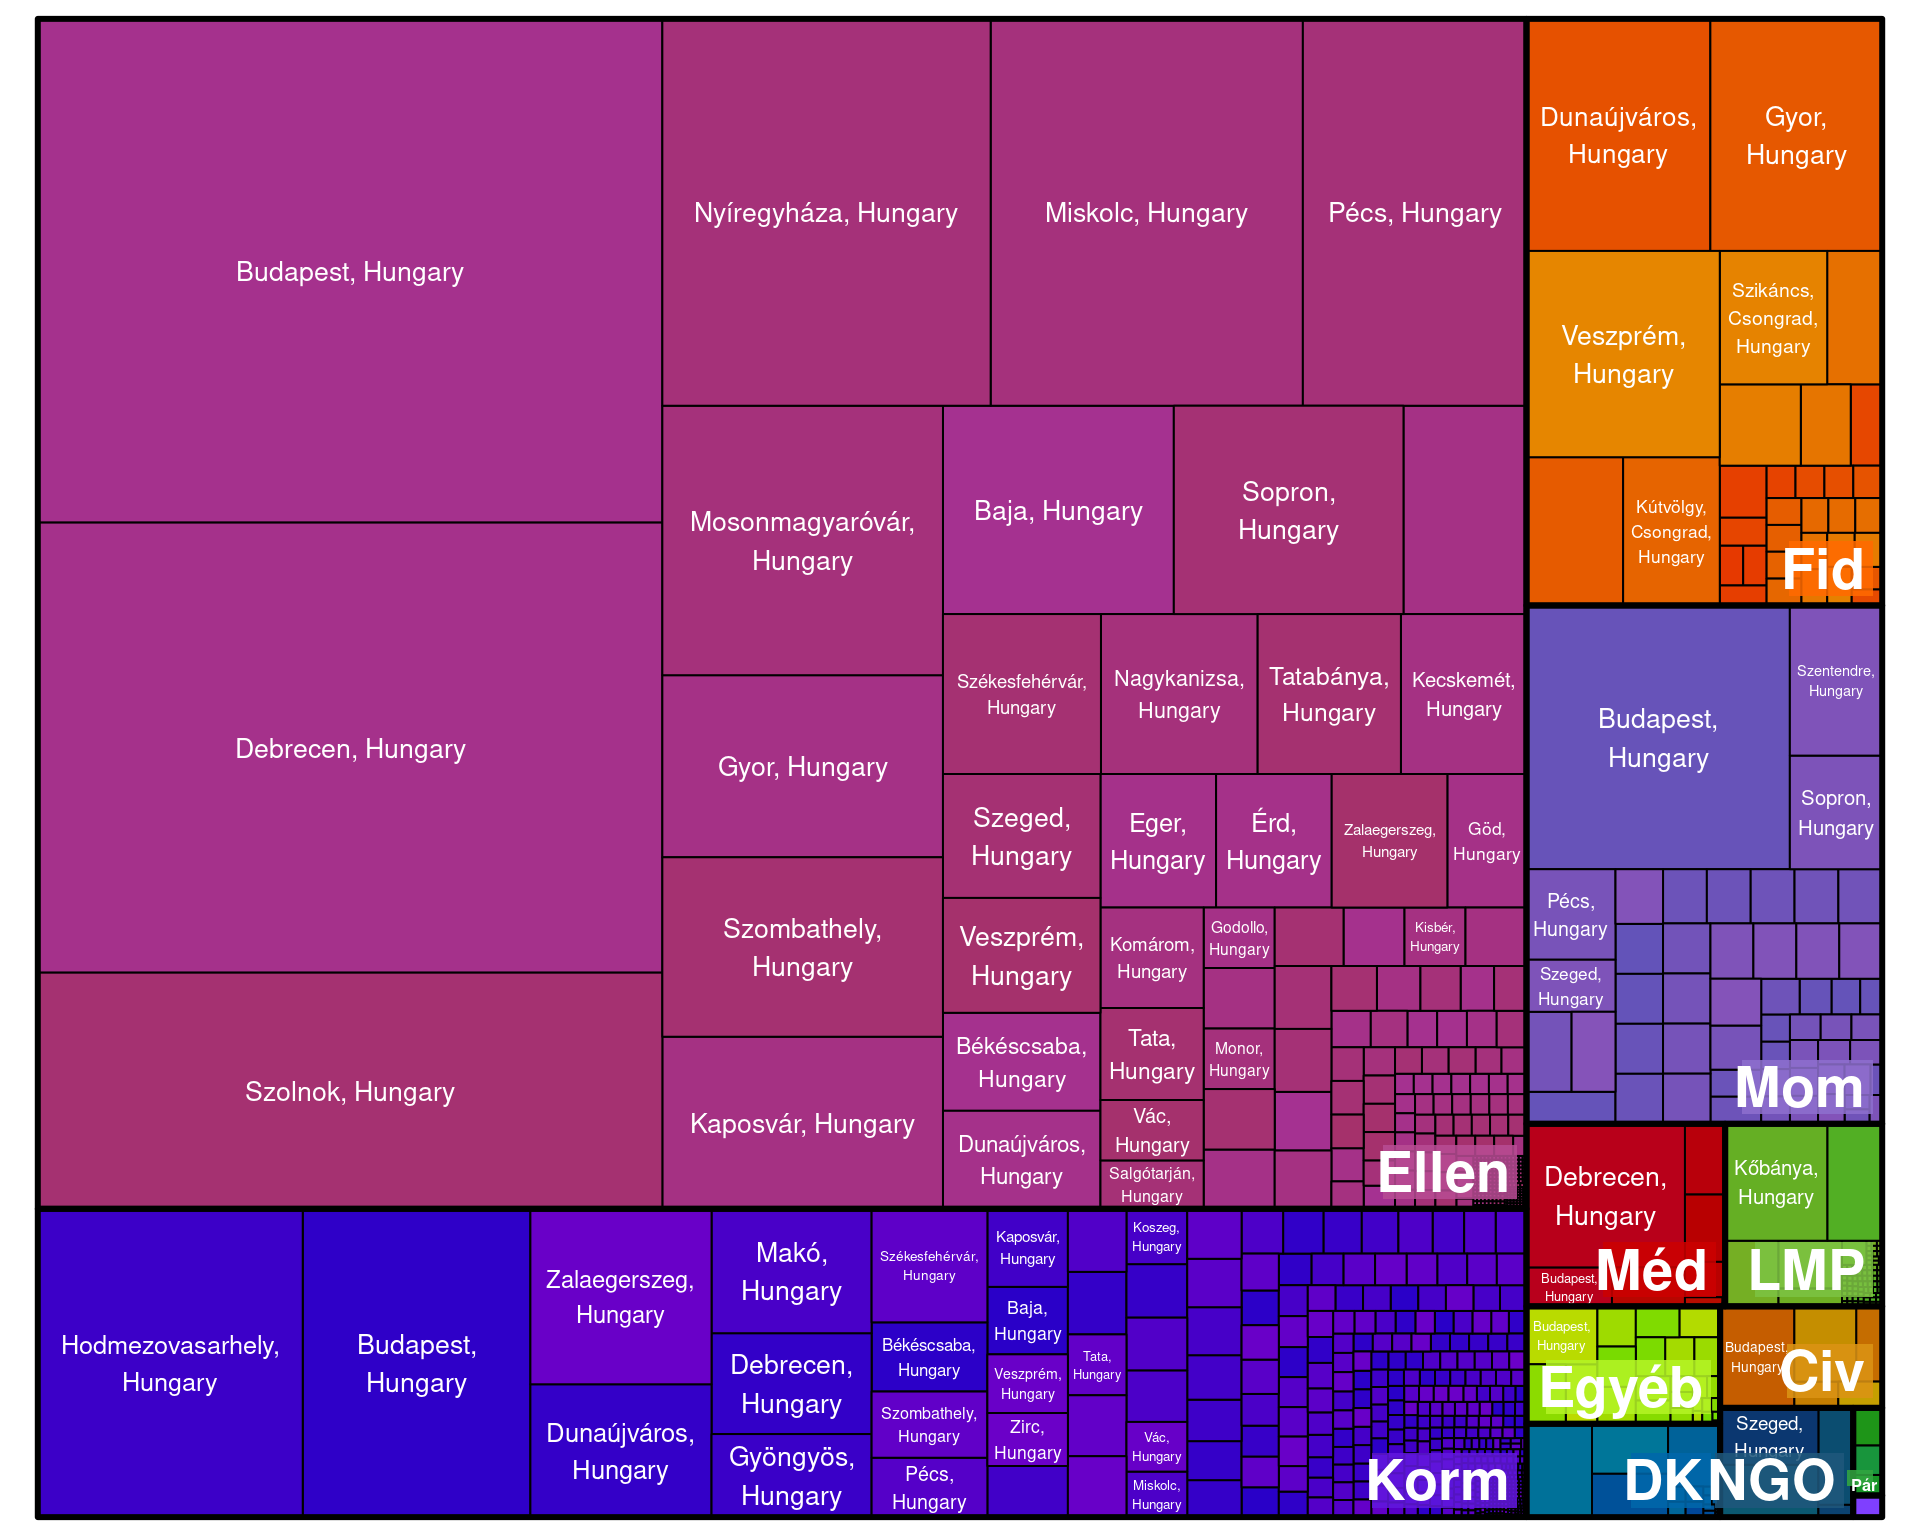 Budapest, Hungary
Debrecen, Hungary
Szolnok, Hungary
Nyíregyháza, Hungary
Miskolc, Hungary
Pécs, Hungary
Mosonmagyaróvár,
Hungary
Baja, Hungary
Sopron,
Hungary
Gyor, Hungary
Székesfehérvár,
Hungary
Nagykanizsa,
Hungary
Tatabánya,
Hungary
Kecskemét,
Hungary
Szombathely,
Hungary
Szeged,
Hungary
Eger,
Hungary
Érd,
Hungary
Zalaegerszeg,
Hungary
Göd,
Hungary
Veszprém,
Hungary
Komárom,
Hungary
Godollo,
Hungary
Kisbér,
Hungary
Kaposvár, Hungary
Békéscsaba,
Hungary
Tata,
Hungary
Monor,
Hungary
Dunaújváros,
Hungary
Vác,
Hungary
Salgótarján,
Hungary
Ellen
Hodmezovasarhely,
Hungary
Budapest,
Hungary
Zalaegerszeg,
Hungary
Dunaújváros,
Hungary
Makó,
Hungary
Debrecen,
Hungary
Gyöngyös,
Hungary
Székesfehérvár,
Hungary
Békéscsaba,
Hungary
Szombathely,
Hungary
Pécs,
Hungary
Kaposvár,
Hungary
Baja,
Hungary
Veszprém,
Hungary
Zirc,
Hungary
Tata,
Hungary
Koszeg,
Hungary
Vác,
Hungary
Miskolc,
Hungary
Korm
Dunaújváros,
Hungary
Gyor,
Hungary
Veszprém,
Hungary
Szikáncs,
Csongrad,
Hungary
Kútvölgy,
Csongrad,
Hungary
Fid
Budapest,
Hungary
Szentendre,
Hungary
Sopron,
Hungary
Pécs,
Hungary
Szeged,
Hungary
Mom
Debrecen,
Hungary
Budapest,
Hungary
Méd
Kőbánya,
Hungary
LMP
Budapest,
Hungary
Egyéb
Budapest,
Hungary
Civ
DK
Szeged,
Hungary
NGO
Pár